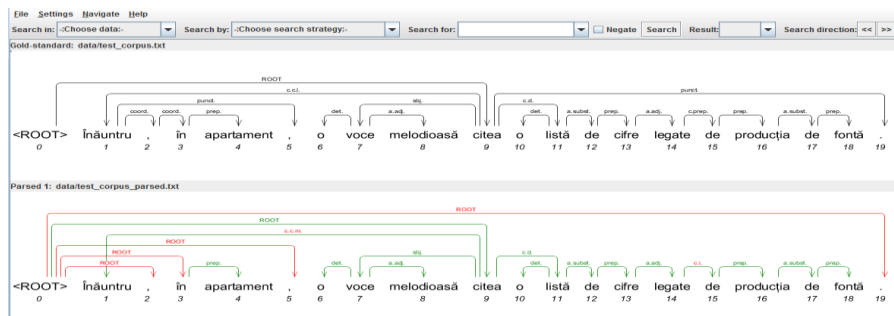 File Settings Navigate Help
Search in: -:Choose data:- Search by: -:Choose search strategy:- Search for: Negate Search Result: Search direction: << >>
Gold-standard: data/test_corpus.txt
ROOT
c.c.l. punct.
punct. sbj. c.d.
coord. coord. prep. det. a.adj. det. a.subst. prep. a.adj. c.prep. prep. a.subst. prep.
<ROOT> Înăuntru , în apartament , o voce melodioasă citea o listă de cifre legate de producția de fontă .
0 1 2 3 4 5 6 7 8 9 10 11 12 13 14 15 16 17 18 19
Parsed 1: data/test_corpus_parsed.txt
ROOT
ROOT
c.c.m.
ROOT
ROOT sbj. c.d.
ROOT prep. det. a.adj. det. a.subst. prep. a.adj. c.i. prep. a.subst. prep.
<ROOT> Înăuntru , în apartament , o voce melodioasă citea o listă de cifre legate de producția de fontă .
0 1 2 3 4 5 6 7 8 9 10 11 12 13 14 15 16 17 18 19